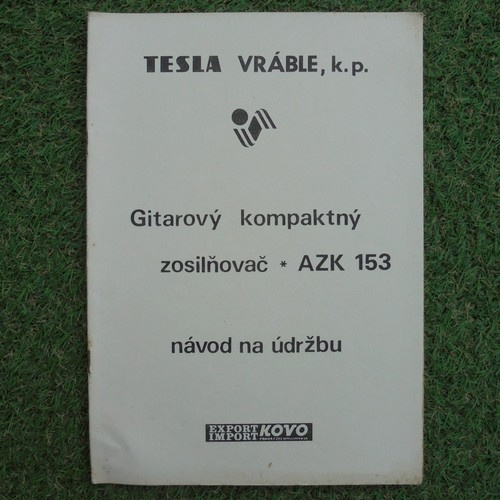 TESLA VRÁBLE, k.p.
Gitarový kompaktný
zosilňovač * AZK 153
návod na údržbu
EXPORT
IMPORT KOVO